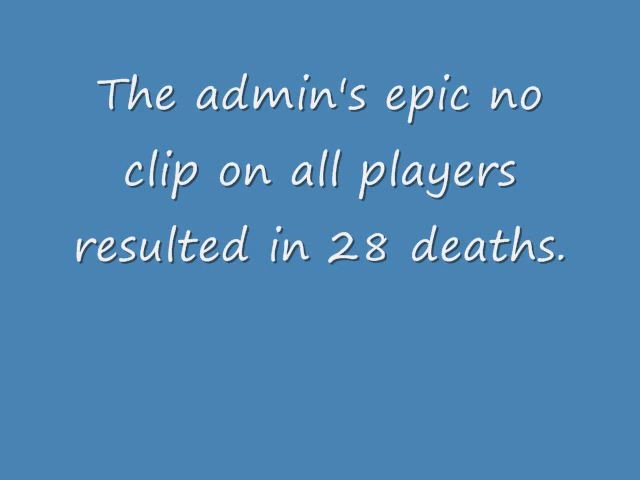 The admin's epic no
clip on all players
resulted in 28 deaths.